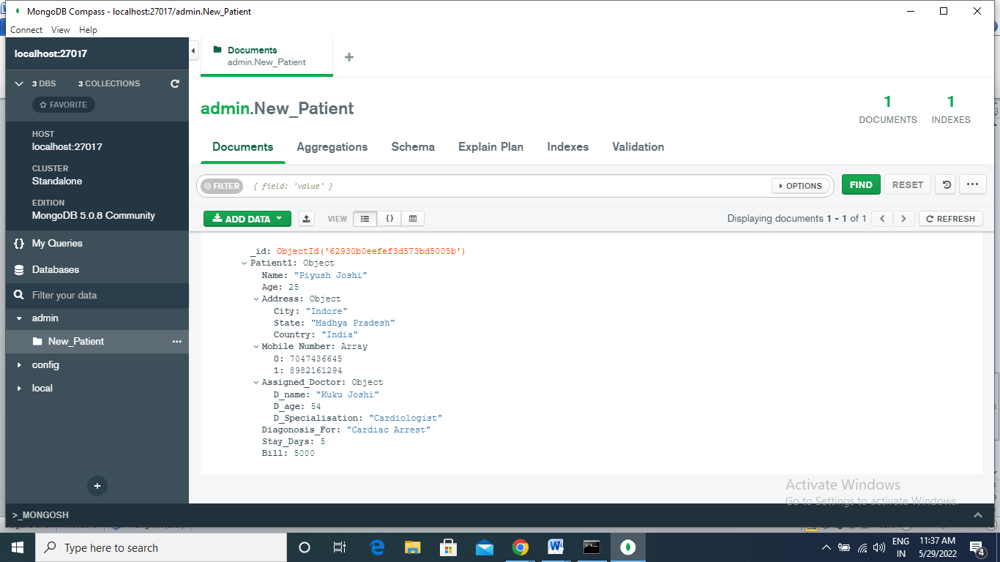 MongoDB Compass - localhost:27017/admin.New_Patient
Connect View Help
localhost:27017
3 DBS 3 COLLECTIONS
FAVORITE
HOST
localhost:27017
CLUSTER
Standalone
EDITION
MongoDB 5.0.8 Community
{} My Queries
Databases
Filter your data
admin
New_Patient
config
local
>_MONGOSH
Documents
admin.New_Patient
admin.New_Patient
1 DOCUMENTS 1 INDEXES
Documents Aggregations Schema Explain Plan Indexes Validation
FILTER { field: 'value' } OPTIONS FIND RESET
ADD DATA VIEW {} Displaying documents 1 - 1 of 1 < > REFRESH
_id: ObjectId('62930b0eefef3d573bd5005b')
Patient1: Object
Name: "Piyush Joshi"
Age: 25
Address: Object
City: "Indore"
State: "Madhya Pradesh"
Country: "India"
Mobile Number: Array
0: 7047436645
1: 8982161294
Assigned_Doctor: Object
D_name: "Kuku Joshi"
D_age: 54
D_Specialisation: "Cardiologist"
Diagonosis_For: "Cardiac Arrest"
Stay_Days: 5
Bill: 5000
Activate Windows
Go to Settings to activate Windows.
Type here to search
ENG
IN
11:37 AM
5/29/2022
4